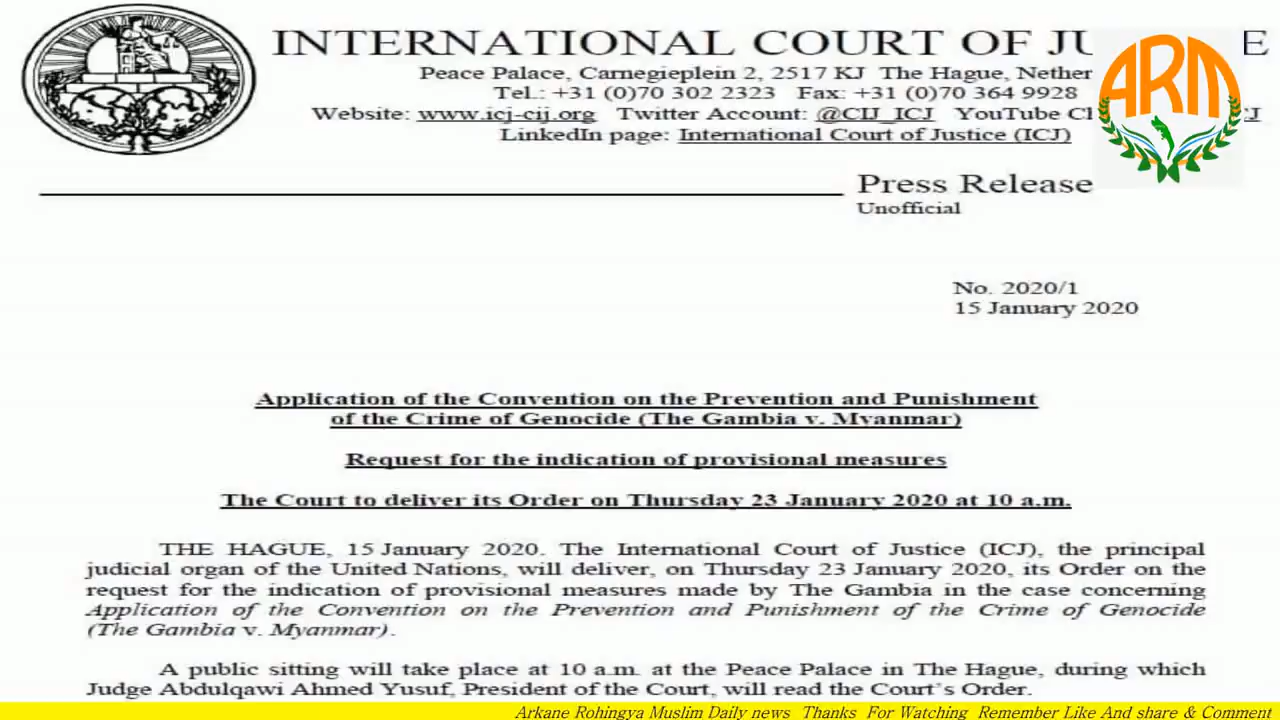 INTERNATIONAL COURT OF JU E
Peace Palace, Carnegieplein 2, 2517 KJ The Hague, Nether
Tel.: +31 (0)70 302 2323 Fax: +31 (0)70 364 9928
Website: www.icj-cij.org Twitter Account: @CIJ_ICJ YouTube Ch CJ
LinkedIn page: International Court of Justice (ICJ)
ARM
Press Release
Unofficial
No. 2020/1
15 January 2020
Application of the Convention on the Prevention and Punishment
of the Crime of Genocide (The Gambia v. Myanmar)
Request for the indication of provisional measures
The Court to deliver its Order on Thursday 23 January 2020 at 10 a.m.
THE HAGUE, 15 January 2020. The International Court of Justice (ICJ), the principal
judicial organ of the United Nations, will deliver, on Thursday 23 January 2020, its Order on the
request for the indication of provisional measures made by The Gambia in the case concerning
Application of the Convention on the Prevention and Punishment of the Crime of Genocide
(The Gambia v. Myanmar).
A public sitting will take place at 10 a.m. at the Peace Palace in The Hague, during which
Judge Abdulqawi Ahmed Yusuf, President of the Court, will read the Court's Order.
Arkane Rohingya Muslim Daily news Thanks For Watching Remember Like And share & Comment